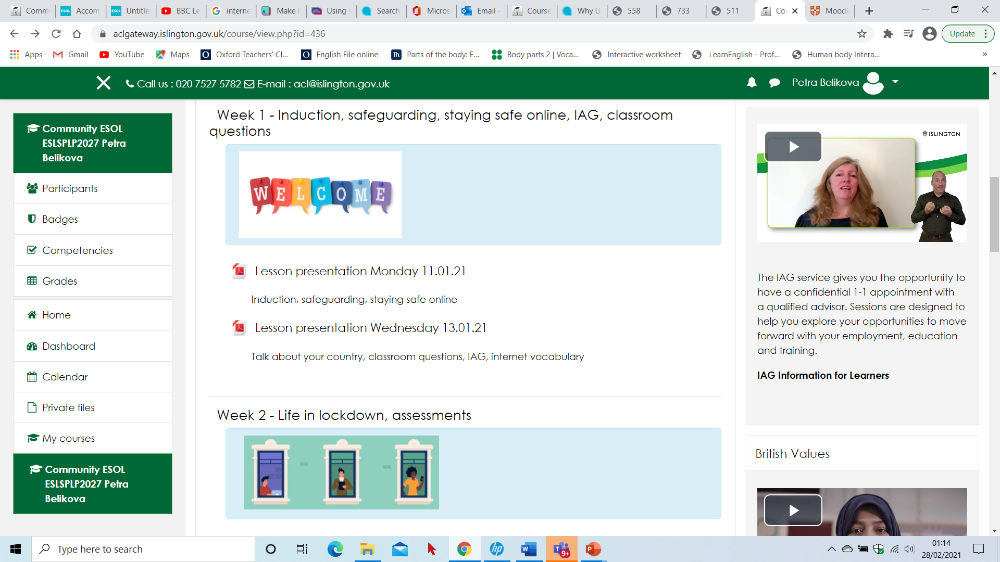 Comm
Accom
Untitle
BBC Le
interne
Make I
Using s
Search
Micros
Email -
Course
Why U
558
733
511
Co
Moodl
aclgateway.islington.gov.uk/course/view.php?id=436
Update
Apps
Gmail
YouTube
Maps
Oxford Teachers' Cl...
English File online
Parts of the body: E...
Body parts 2 | Voca...
Interactive worksheet
LearnEnglish - Prof...
Human body Intera...
»
Call us : 020 7527 5782 E-mail : acl@islington.gov.uk
Petra Belikova
Community ESOL
ESLSPLP2027 Petra
Belikova
Participants
Badges
Competencies
Grades
Home
Dashboard
Calendar
Private files
My courses
Community ESOL
ESLSPLP2027 Petra
Belikova
Week 1 - Induction, safeguarding, staying safe online, IAG, classroom
questions
WELCOME
Lesson presentation Monday 11.01.21
Induction, safeguarding, staying safe online
Lesson presentation Wednesday 13.01.21
Talk about your country, classroom questions, IAG, internet vocabulary
Week 2 - Life in lockdown, assessments
ISLINGTON
The IAG service gives you the opportunity to
have a confidential 1-1 appointment with
a qualified advisor. Sessions are designed to
help you explore your opportunities to move
forward with your employment, education
and training.
IAG Information for Learners
British Values
Type here to search
9+
01:14
28/02/2021